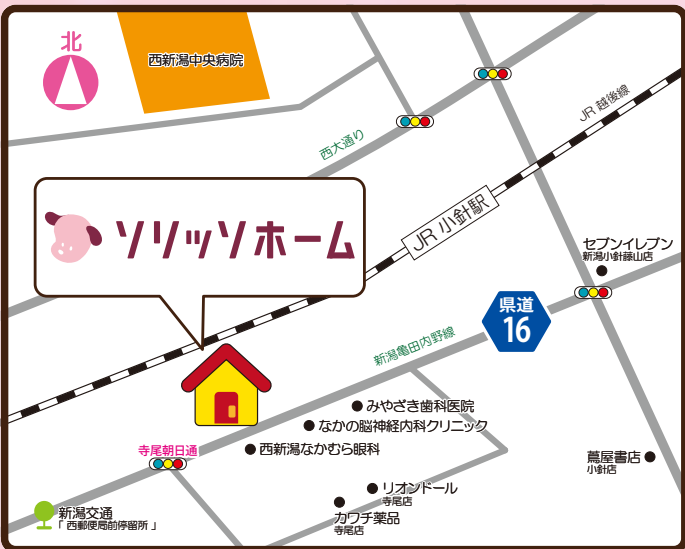 北
西新潟中央病院
西大通り
JR 越後線
ソリッソホーム
JR 小針駅
セブンイレブン
新潟小針藤山店
県道
16
新潟亀田内野線
みやざき歯科医院
なかの脳神経内科クリニック
西新潟なかむら眼科
寺尾朝日通
蔦屋書店
小針店
リオンドール
寺尾店
カワチ薬品
寺尾店
新潟交通
「 西郵便局前停留所 」